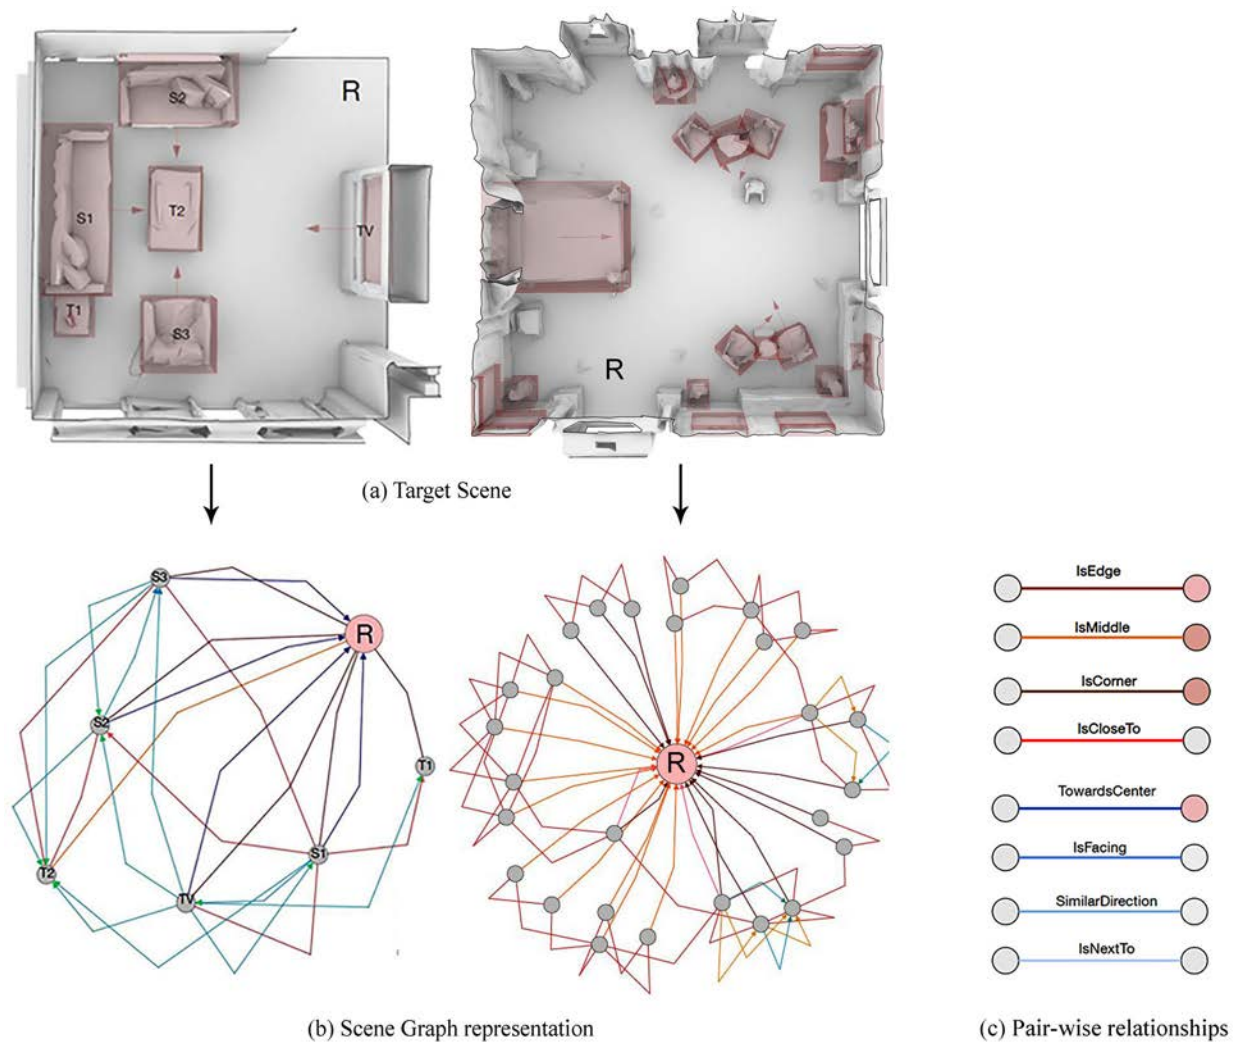 S2
R
S1
T2
TV
T1
S3
R
(a) Target Scene
S3
R
S2
T1
S1
T2
TV
R
IsEdge
IsMiddle
IsCorner
IsCloseTo
TowardsCenter
IsFacing
SimilarDirection
IsNextTo
(b) Scene Graph representation
(c) Pair-wise relationships